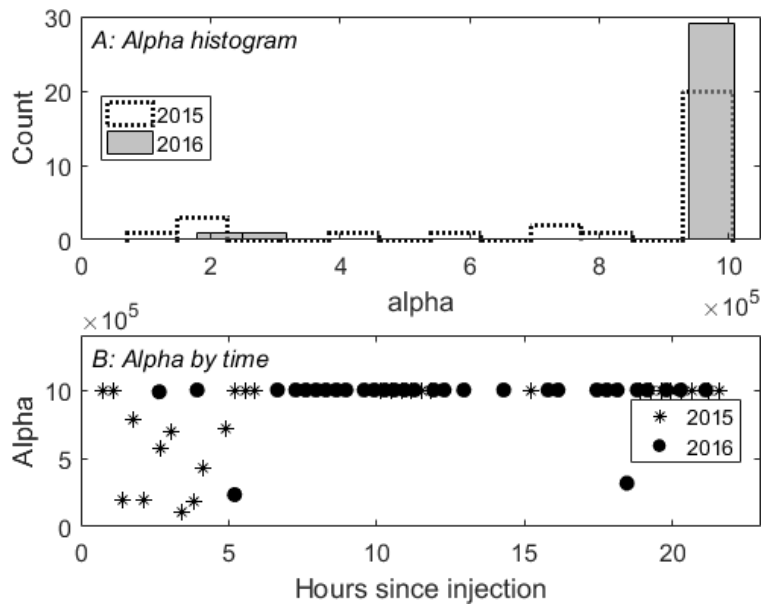 A: Alpha histogram
30
20
10
0
Count
2015
2016
0 2 4 6 8 10
alpha
×10^5
×10^5
B: Alpha by time
10
5
0
Alpha
2015
2016
0 5 10 15 20
Hours since injection